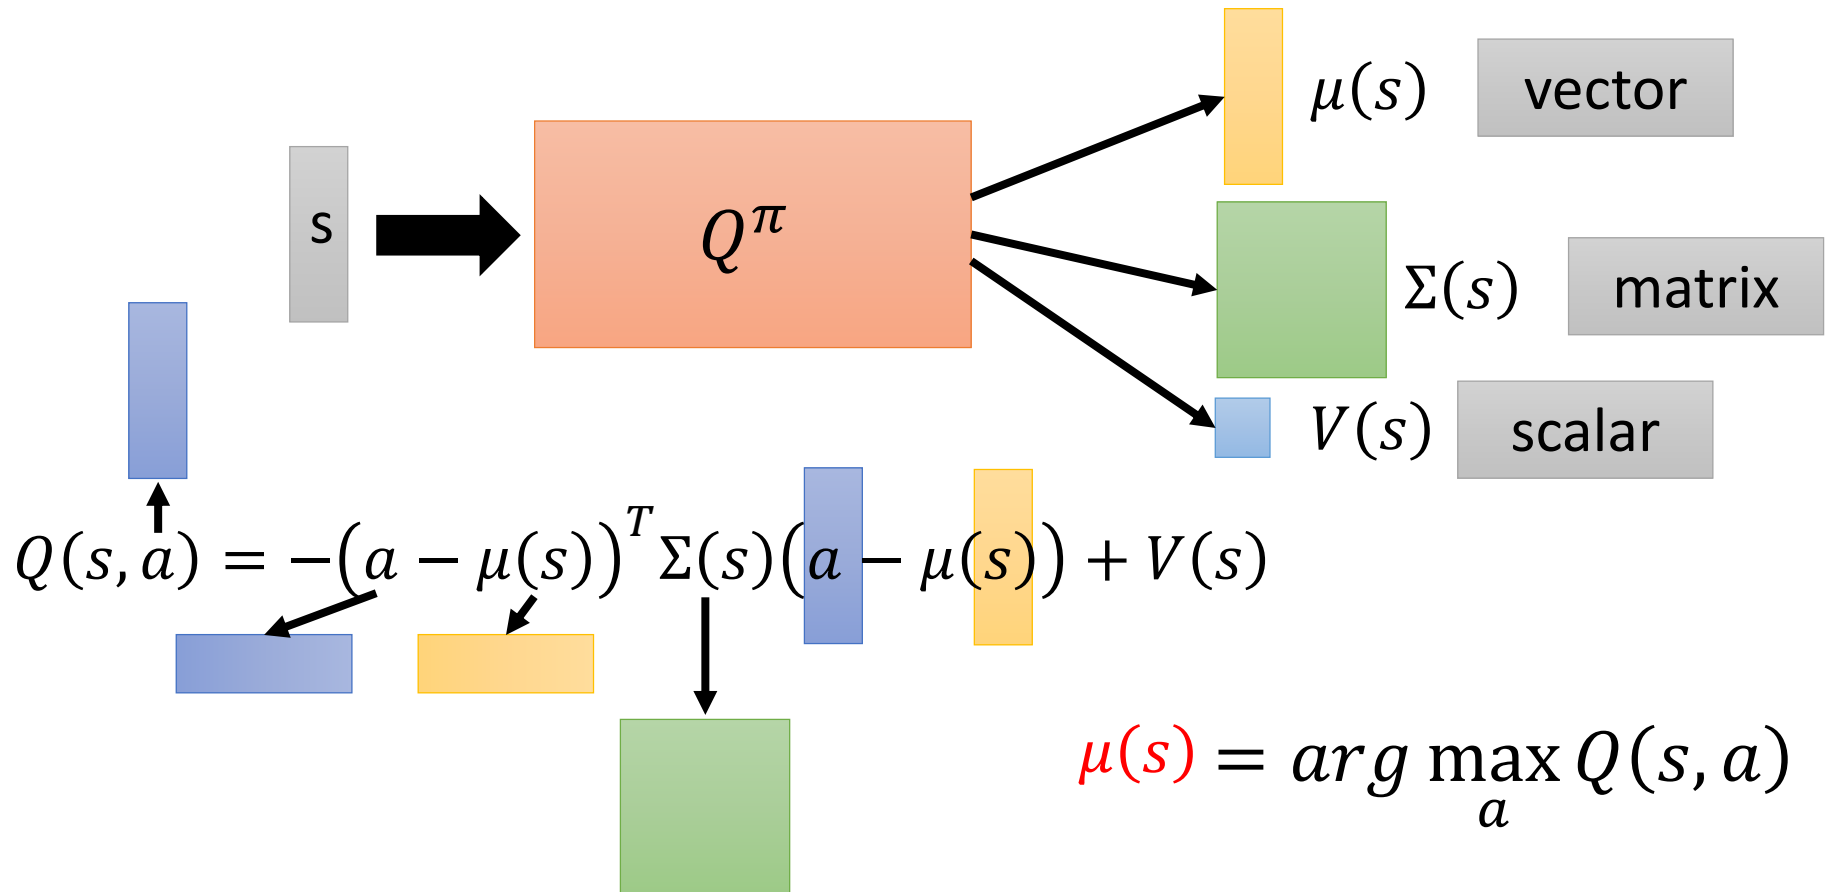 μ(s) vector
s
Q^π
Σ(s) matrix
V(s) scalar
Q(s, a) = −(a − μ(s))^T Σ(s)(a − μ(s)) + V(s)
μ(s) = arg max_a Q(s, a)